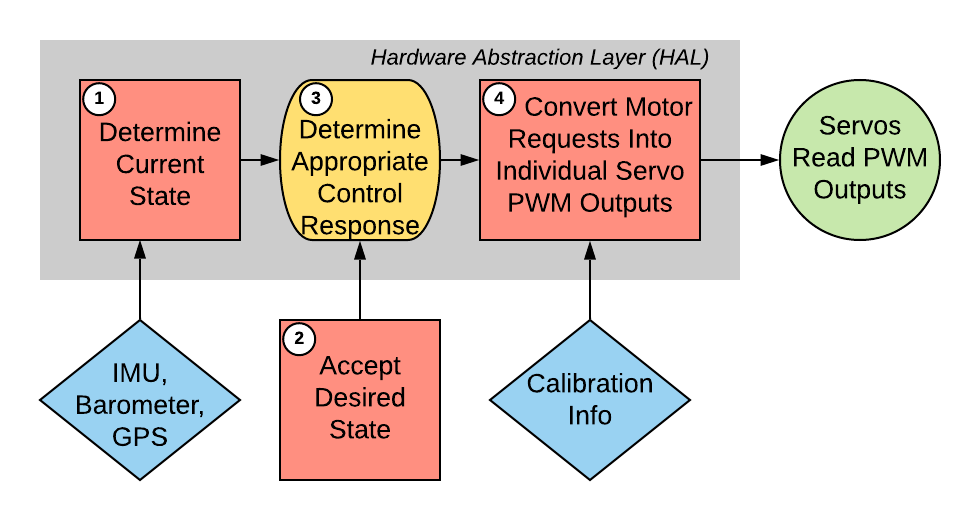 Hardware Abstraction Layer (HAL)
1
Determine
Current
State
3
Determine
Appropriate
Control
Response
4
Convert Motor
Requests Into
Individual Servo
PWM Outputs
Servos
Read PWM
Outputs
IMU,
Barometer,
GPS
2
Accept
Desired
State
Calibration
Info